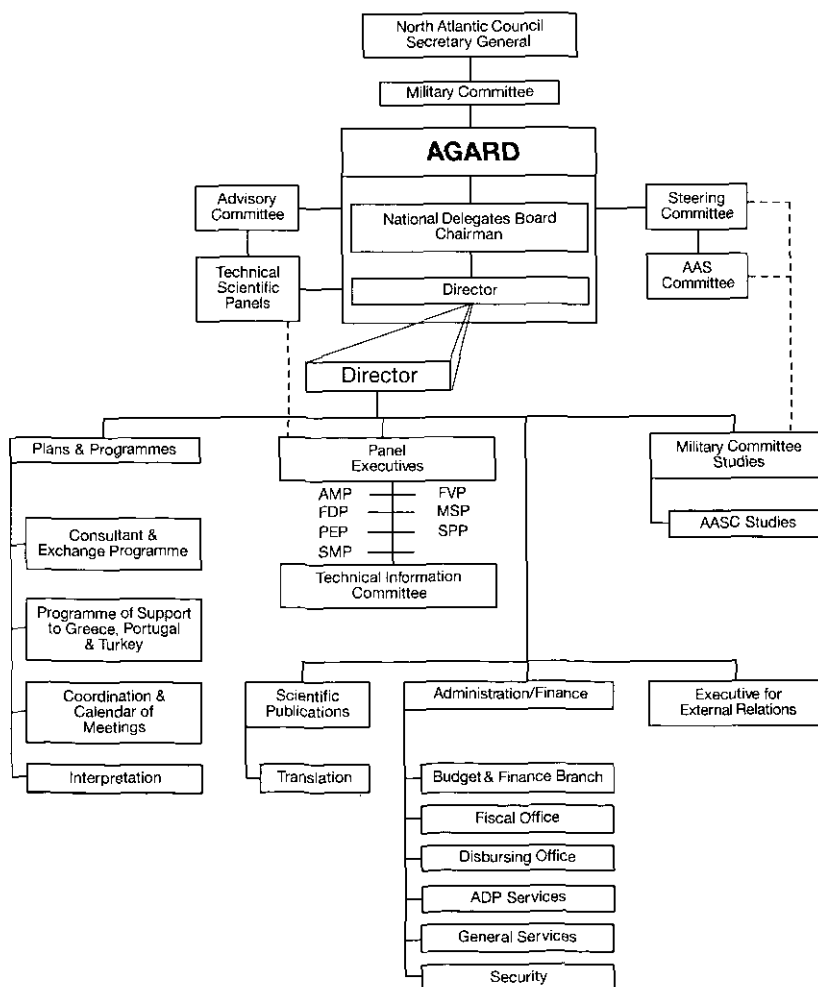 North Atlantic Council
Secretary General
Military Committee
AGARD
Advisory
Committee
National Delegates Board
Chairman
Steering
Committee
Technical
Scientific
Panels
Director
AAS
Committee
Director
Plans & Programmes
Panel
Executives
Military Committee
Studies
AMP
FVP
FDP
MSP
PEP
SPP
SMP
AASC Studies
Consultant &
Exchange Programme
Technical Information
Committee
Programme of Support
to Greece, Portugal
& Turkey
Coordination &
Calendar of
Meetings
Interpretation
Scientific
Publications
Translation
Administration/Finance
Executive for
External Relations
Budget & Finance Branch
Fiscal Office
Disbursing Office
ADP Services
General Services
Security